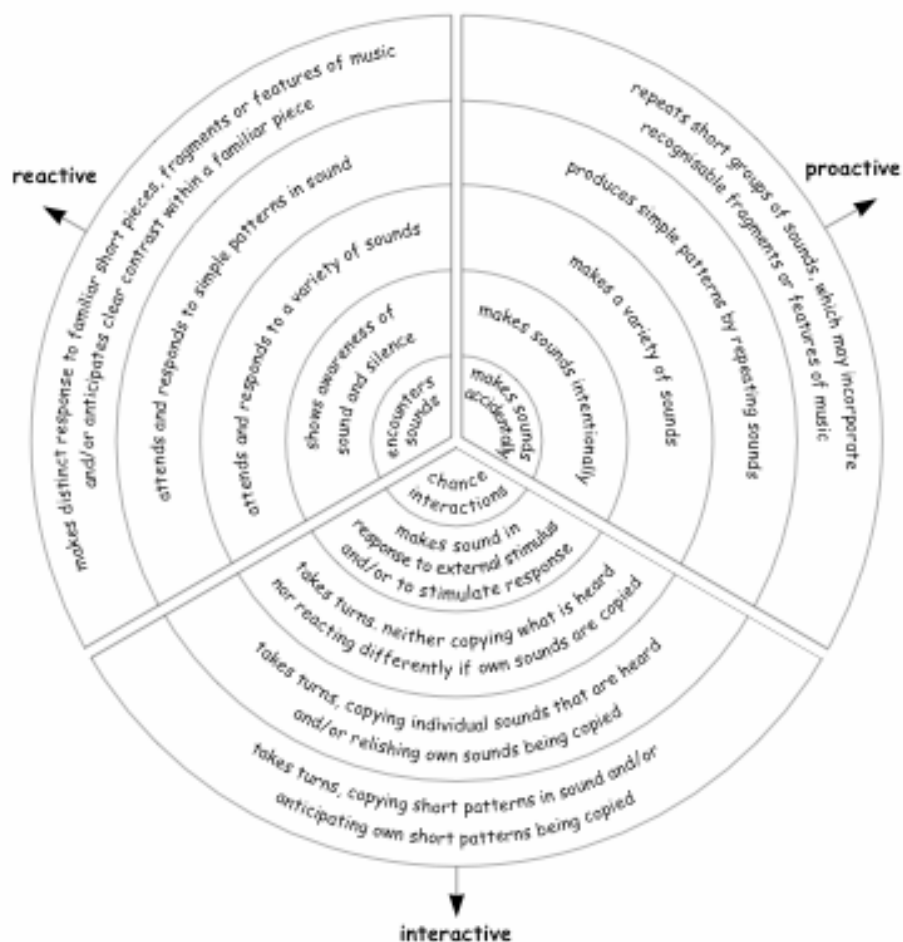 reactive
makes distinct response to familiar short pieces, fragments or features of music
and/or anticipates clear contrast within a familiar piece
attends and responds to simple patterns in sound
attends and responds to a variety of sounds
shows awareness of
sound and silence
encounters
sounds
proactive
repeats short groups of sounds, which may incorporate
recognisable fragments or features of music
produces simple patterns by repeating sounds
makes a variety of sounds
makes sounds intentionally
makes sounds
accidentally
chance
interactions
makes sound in
response to external stimulus
and/or to stimulate response
takes turns, neither copying what is heard
nor reacting differently if own sounds are copied
takes turns, copying individual sounds that are heard
and/or relishing own sounds being copied
takes turns, copying short patterns in sound and/or
anticipating own short patterns being copied
interactive